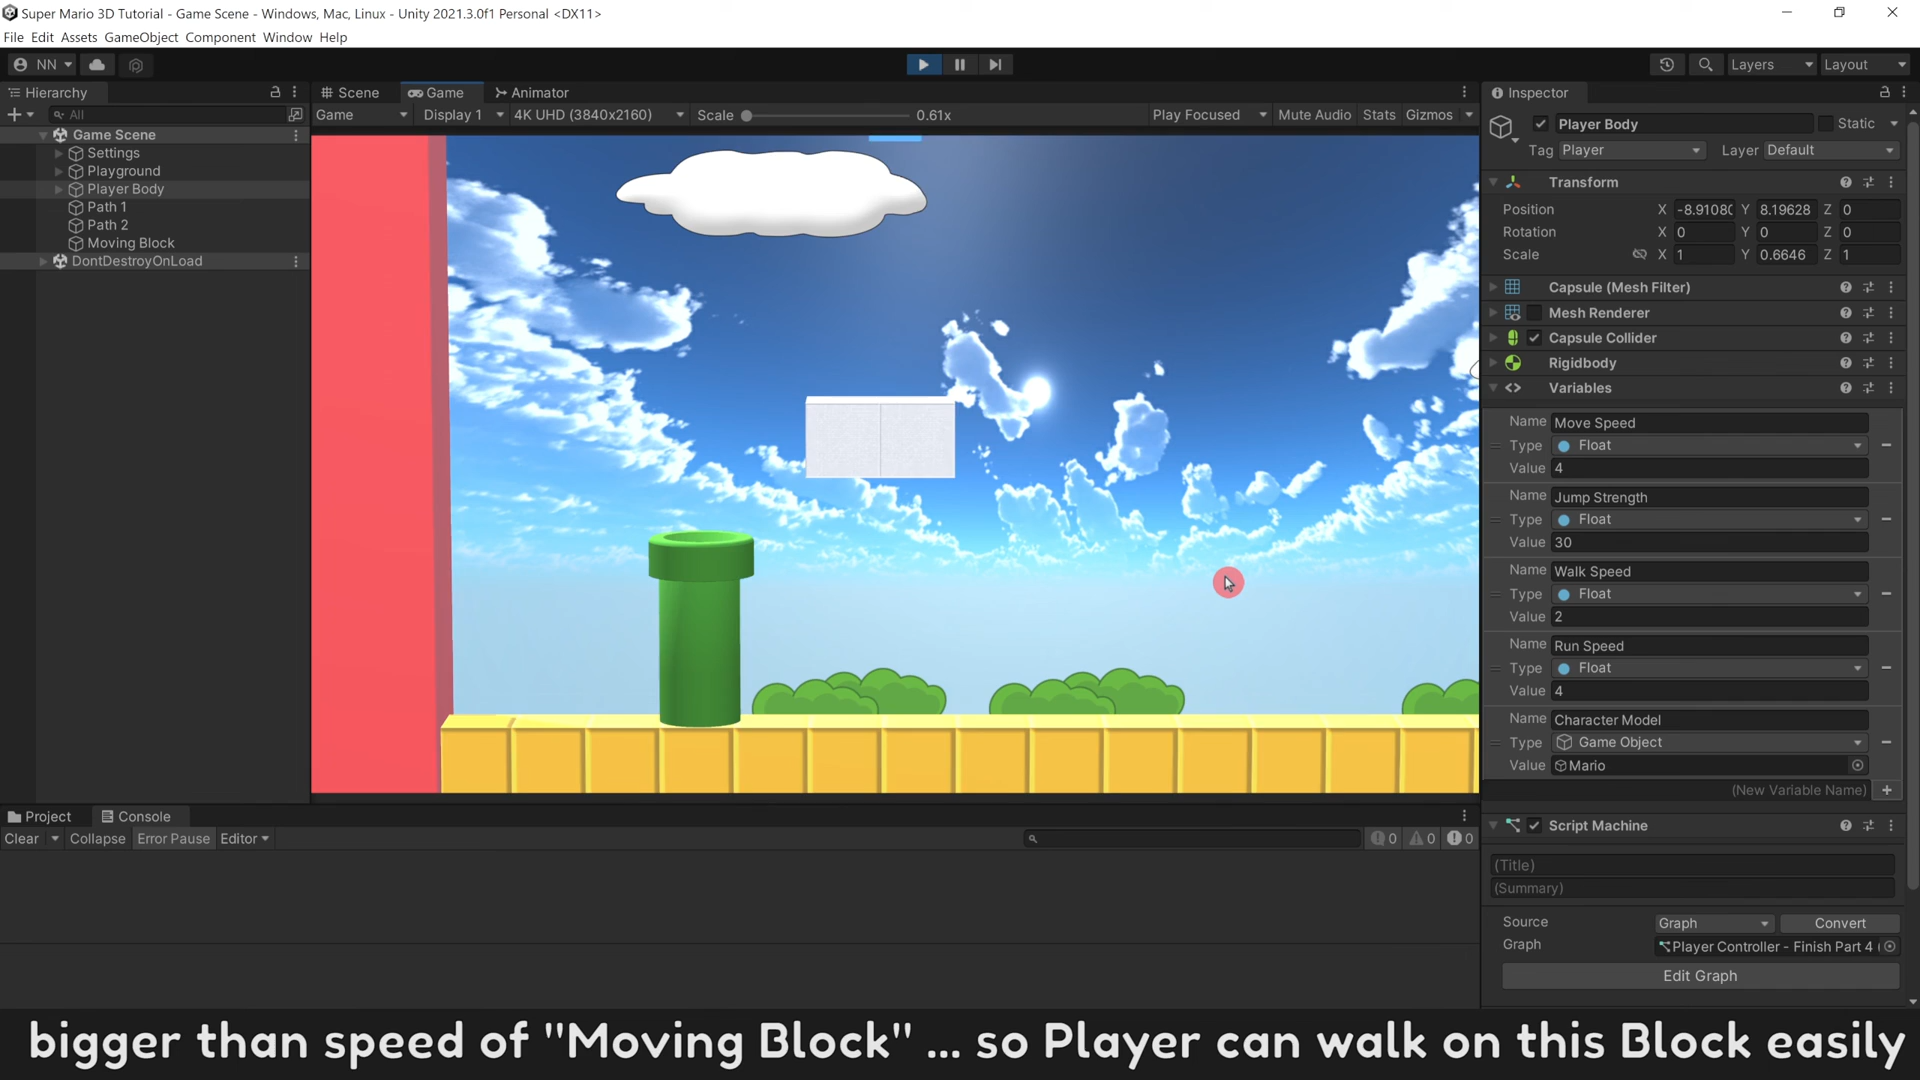 Super Mario 3D Tutorial - Game Scene - Windows, Mac, Linux - Unity 2021.3.0f1 Personal <DX11>
File Edit Assets GameObject Component Window Help
NN Layers Layout
Hierarchy
All
Game Scene
Settings
Playground
Player Body
Path 1
Path 2
Moving Block
DontDestroyOnLoad
Scene Game Animator
Game Display 1 4K UHD (3840x2160) Scale 0.61x Play Focused Mute Audio Stats Gizmos
Inspector
Player Body Static
Tag Player Layer Default
Transform
Position X -8.91080 Y 8.19628 Z 0
Rotation X 0 Y 0 Z 0
Scale X 1 Y 0.6646 Z 1
Capsule (Mesh Filter)
Mesh Renderer
Capsule Collider
Rigidbody
Variables
Name Move Speed
Type Float
Value 4
Name Jump Strength
Type Float
Value 30
Name Walk Speed
Type Float
Value 2
Name Run Speed
Type Float
Value 4
Name Character Model
Type Game Object
Value Mario
(New Variable Name)
Script Machine
(Title)
(Summary)
Source Graph Convert
Graph Player Controller - Finish Part 4 (
Edit Graph
Project Console
Clear Collapse Error Pause Editor 0 0 0
bigger than speed of "Moving Block" ... so Player can walk on this Block easily